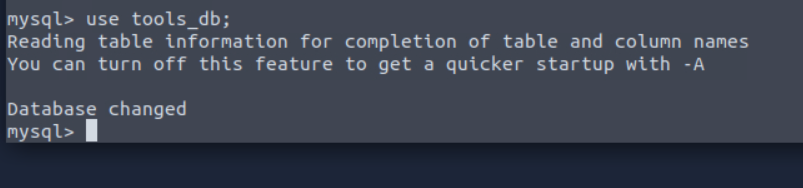 mysql> use tools_db;
Reading table information for completion of table and column names
You can turn off this feature to get a quicker startup with -A
Database changed
mysql>